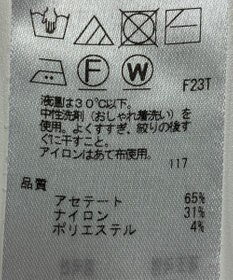 F
W
F23T
液温は30℃以下。
中性洗剤（おしゃれ着洗い）を
使用。よくすすぎ、絞りの後す
ぐに干すこと。
アイロンはあて布使用。
117
品質
アセテート 65%
ナイロン 31%
ポリエステル 4%